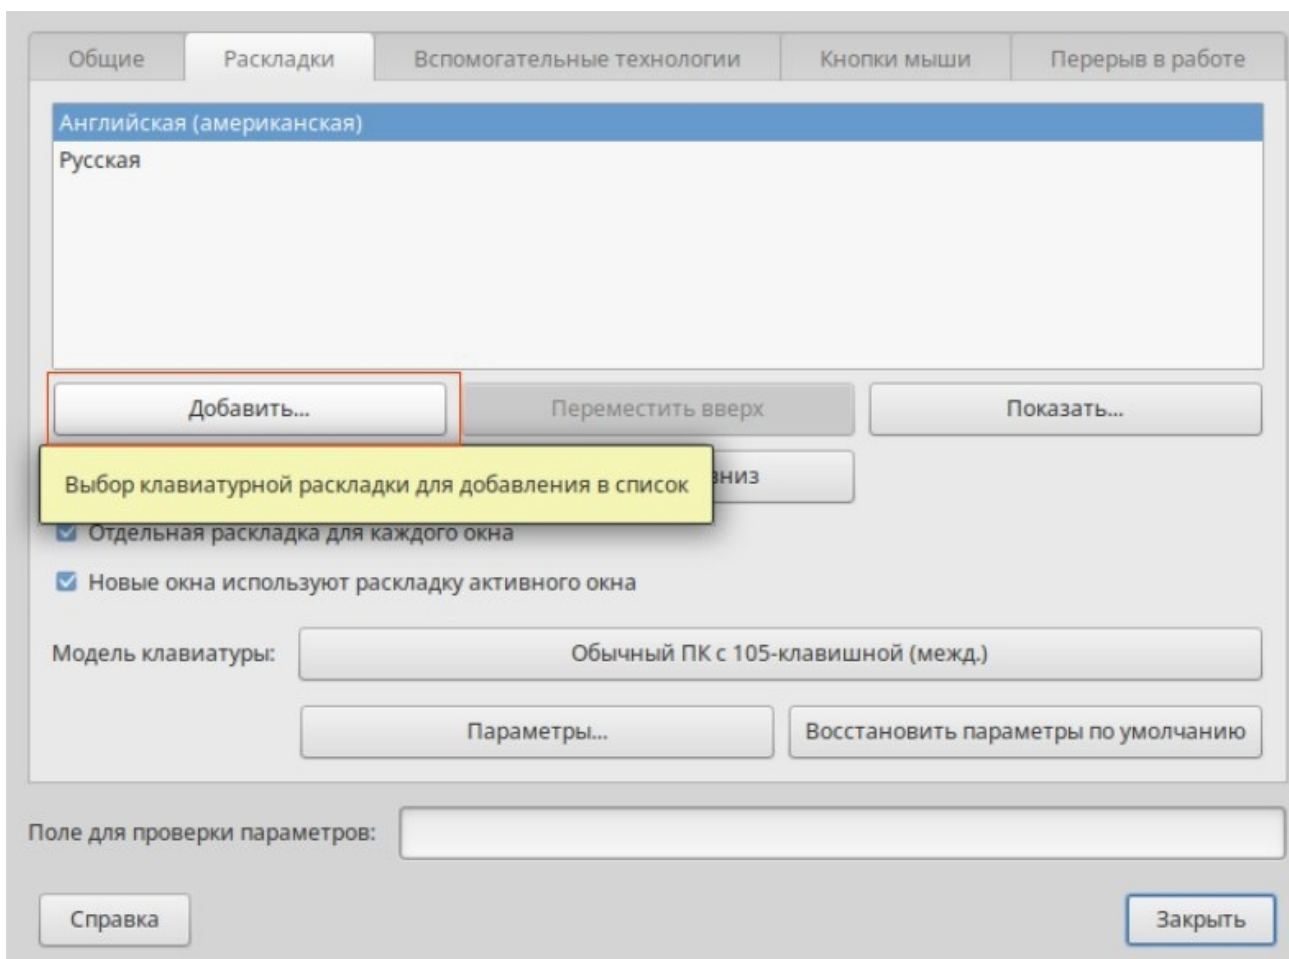 Общие Раскладки Вспомогательные технологии Кнопки мыши Перерыв в работе
Английская (американская)
Русская
Добавить... Переместить вверх Показать...
Выбор клавиатурной раскладки для добавления в список
Отдельная раскладка для каждого окна
Новые окна используют раскладку активного окна
Модель клавиатуры: Обычный ПК с 105-клавишной (межд.)
Параметры... Восстановить параметры по умолчанию
Поле для проверки параметров:
Справка Закрыть